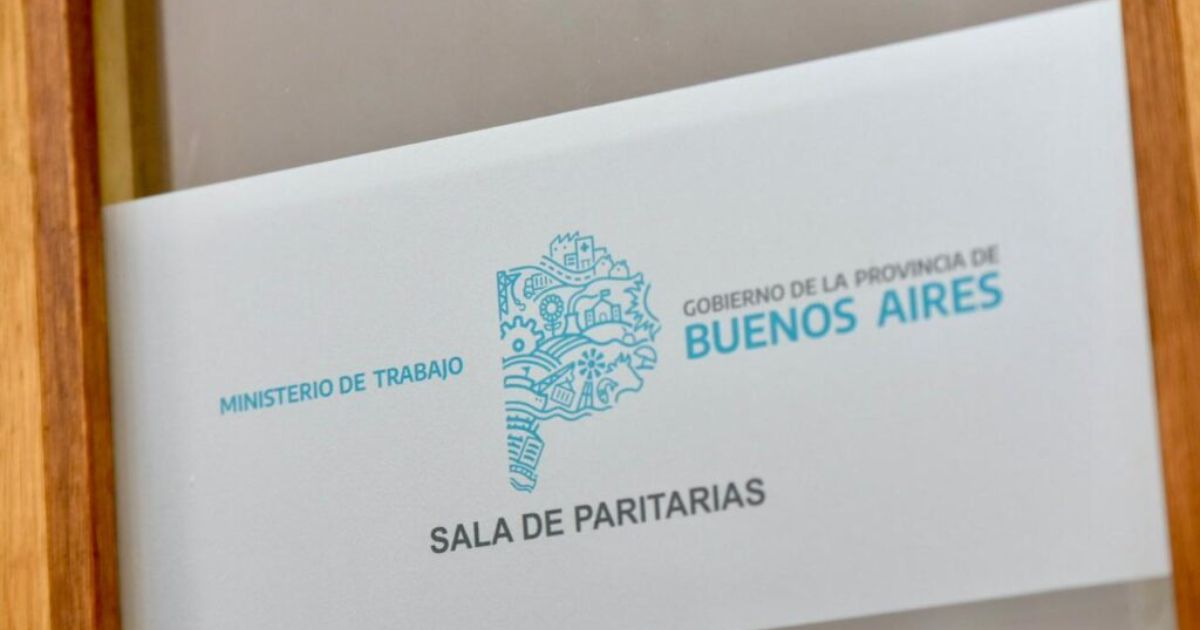 MINISTERIO DE TRABAJO
GOBIERNO DE LA PROVINCIA DE
BUENOS AIRES
SALA DE PARITARIAS